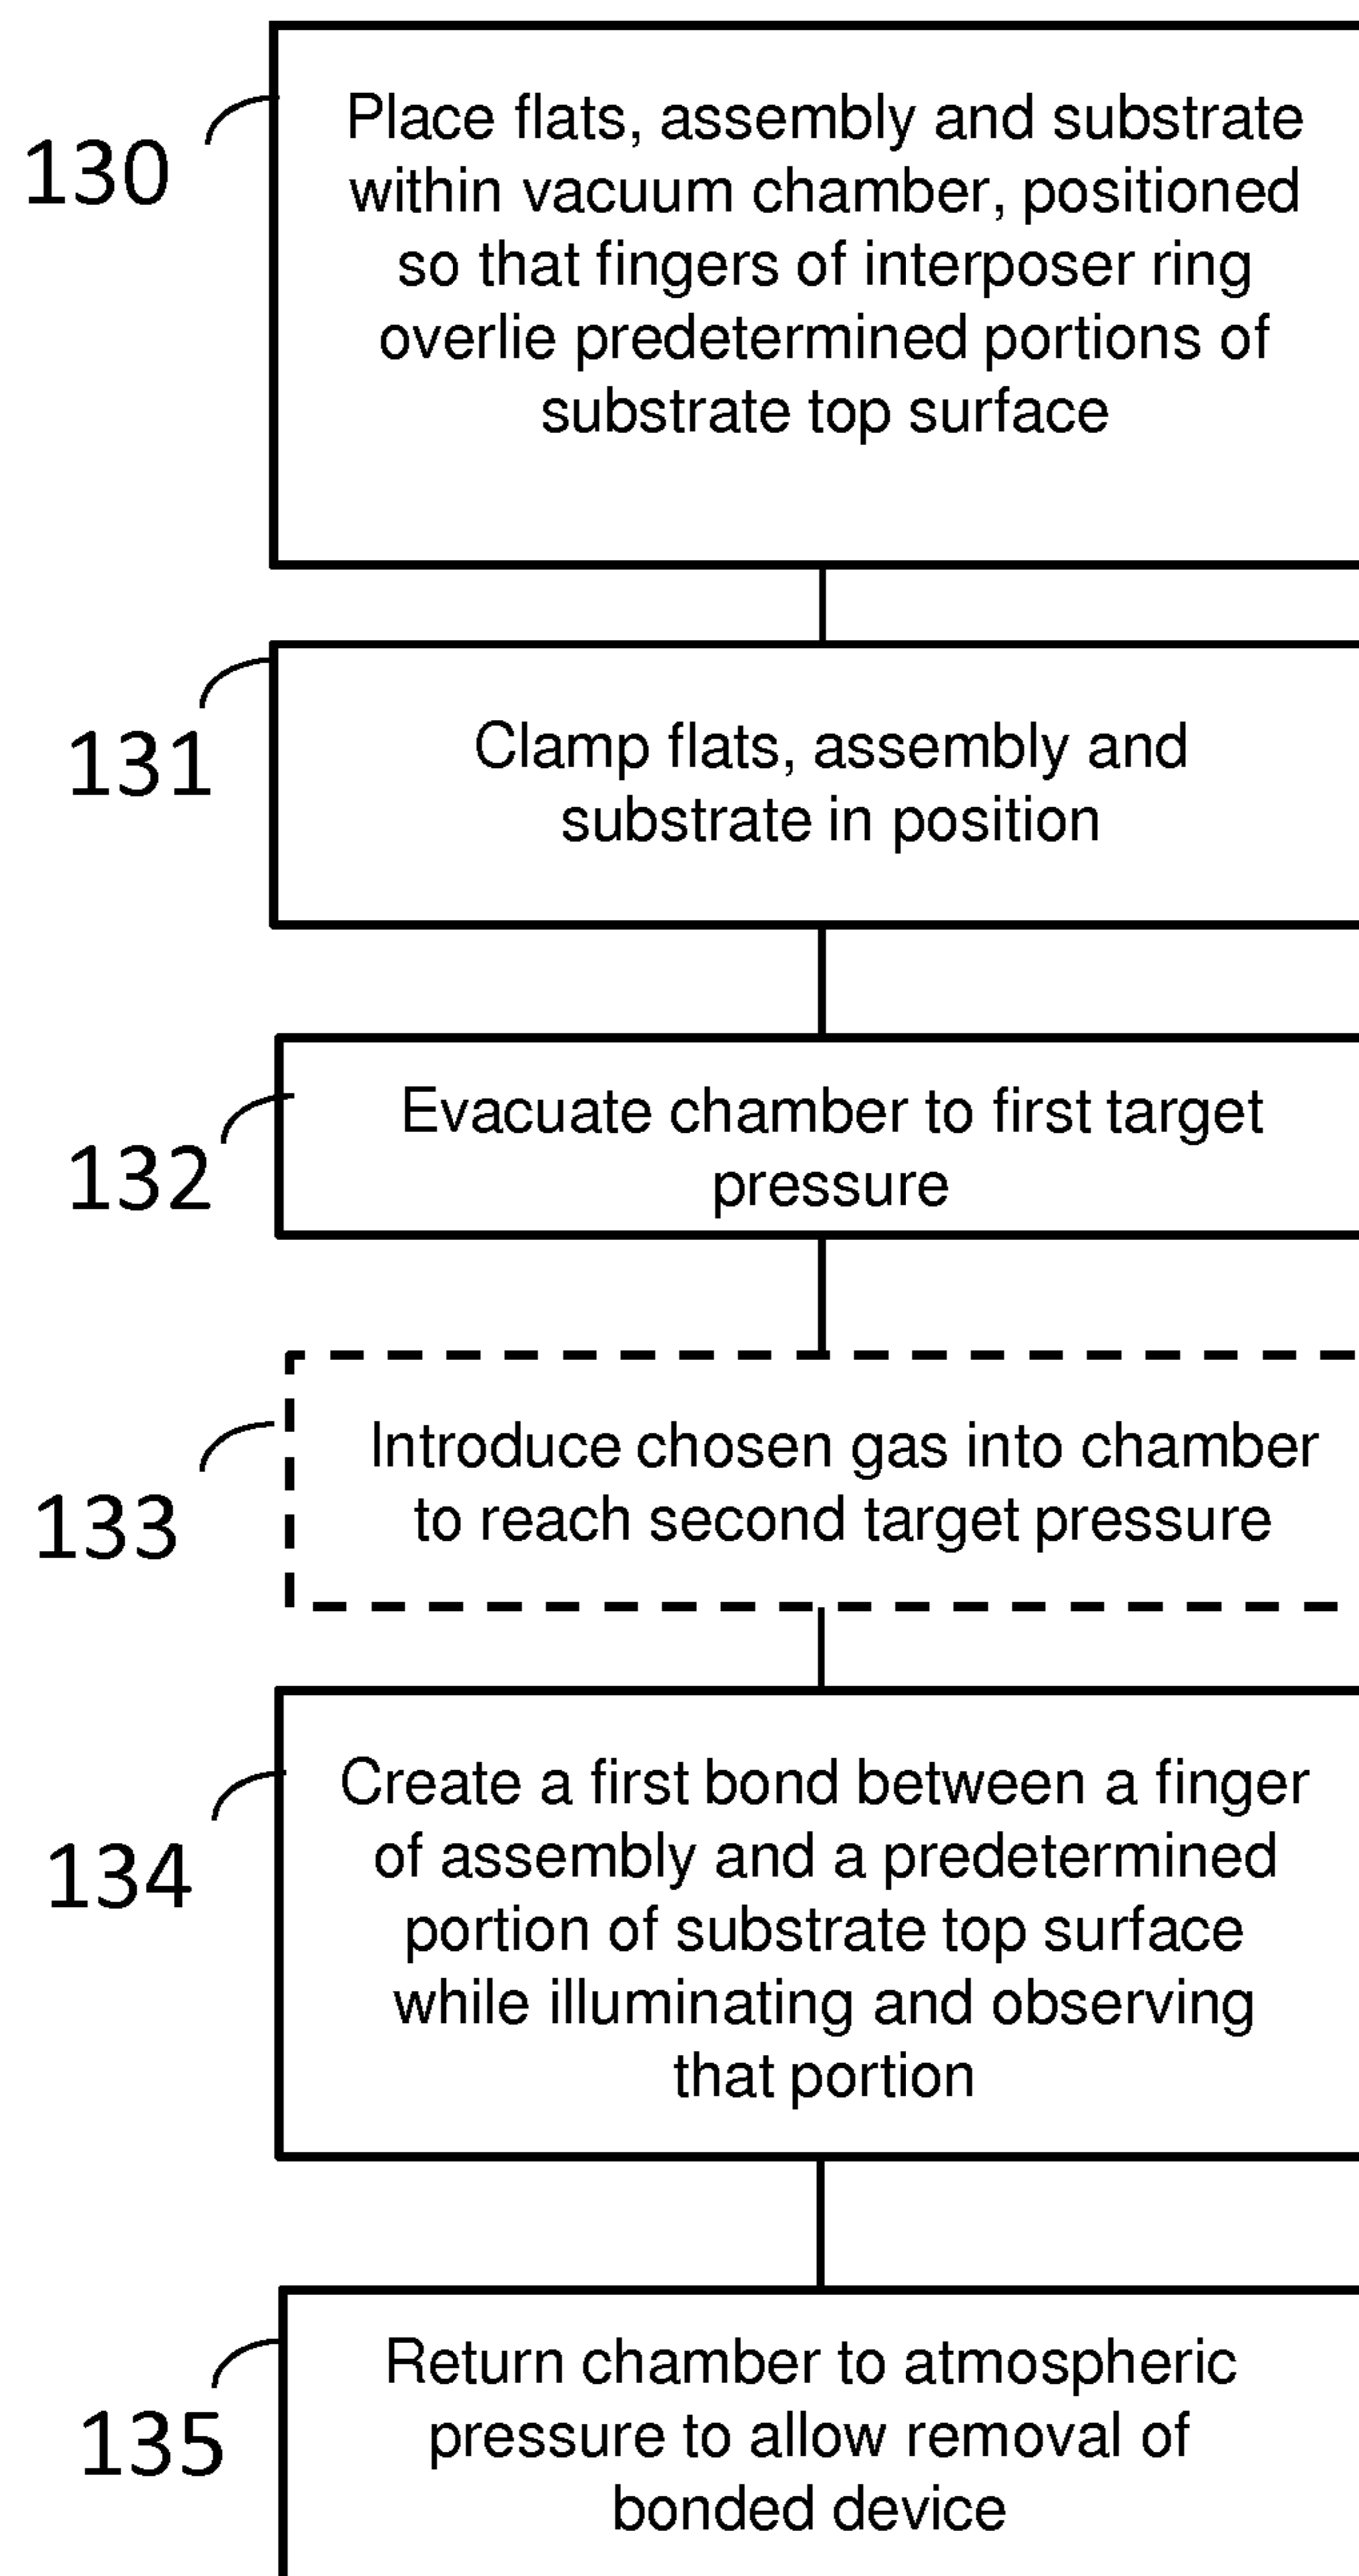 130
Place flats, assembly and substrate
within vacuum chamber, positioned
so that fingers of interposer ring
overlie predetermined portions of
substrate top surface
131
Clamp flats, assembly and
substrate in position
132
Evacuate chamber to first target
pressure
133
Introduce chosen gas into chamber
to reach second target pressure
134
Create a first bond between a finger
of assembly and a predetermined
portion of substrate top surface
while illuminating and observing
that portion
135
Return chamber to atmospheric
pressure to allow removal of
bonded device